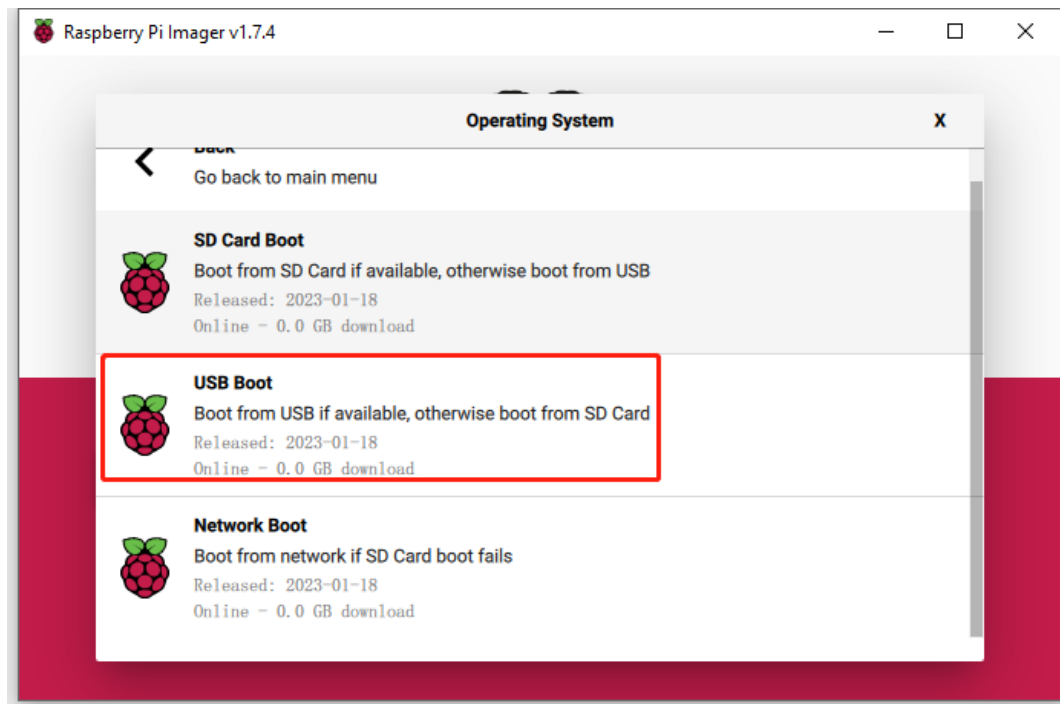 Raspberry Pi Imager v1.7.4
Operating System
X
Back
Go back to main menu
SD Card Boot
Boot from SD Card if available, otherwise boot from USB
Released: 2023-01-18
Online - 0.0 GB download
USB Boot
Boot from USB if available, otherwise boot from SD Card
Released: 2023-01-18
Online - 0.0 GB download
Network Boot
Boot from network if SD Card boot fails
Released: 2023-01-18
Online - 0.0 GB download